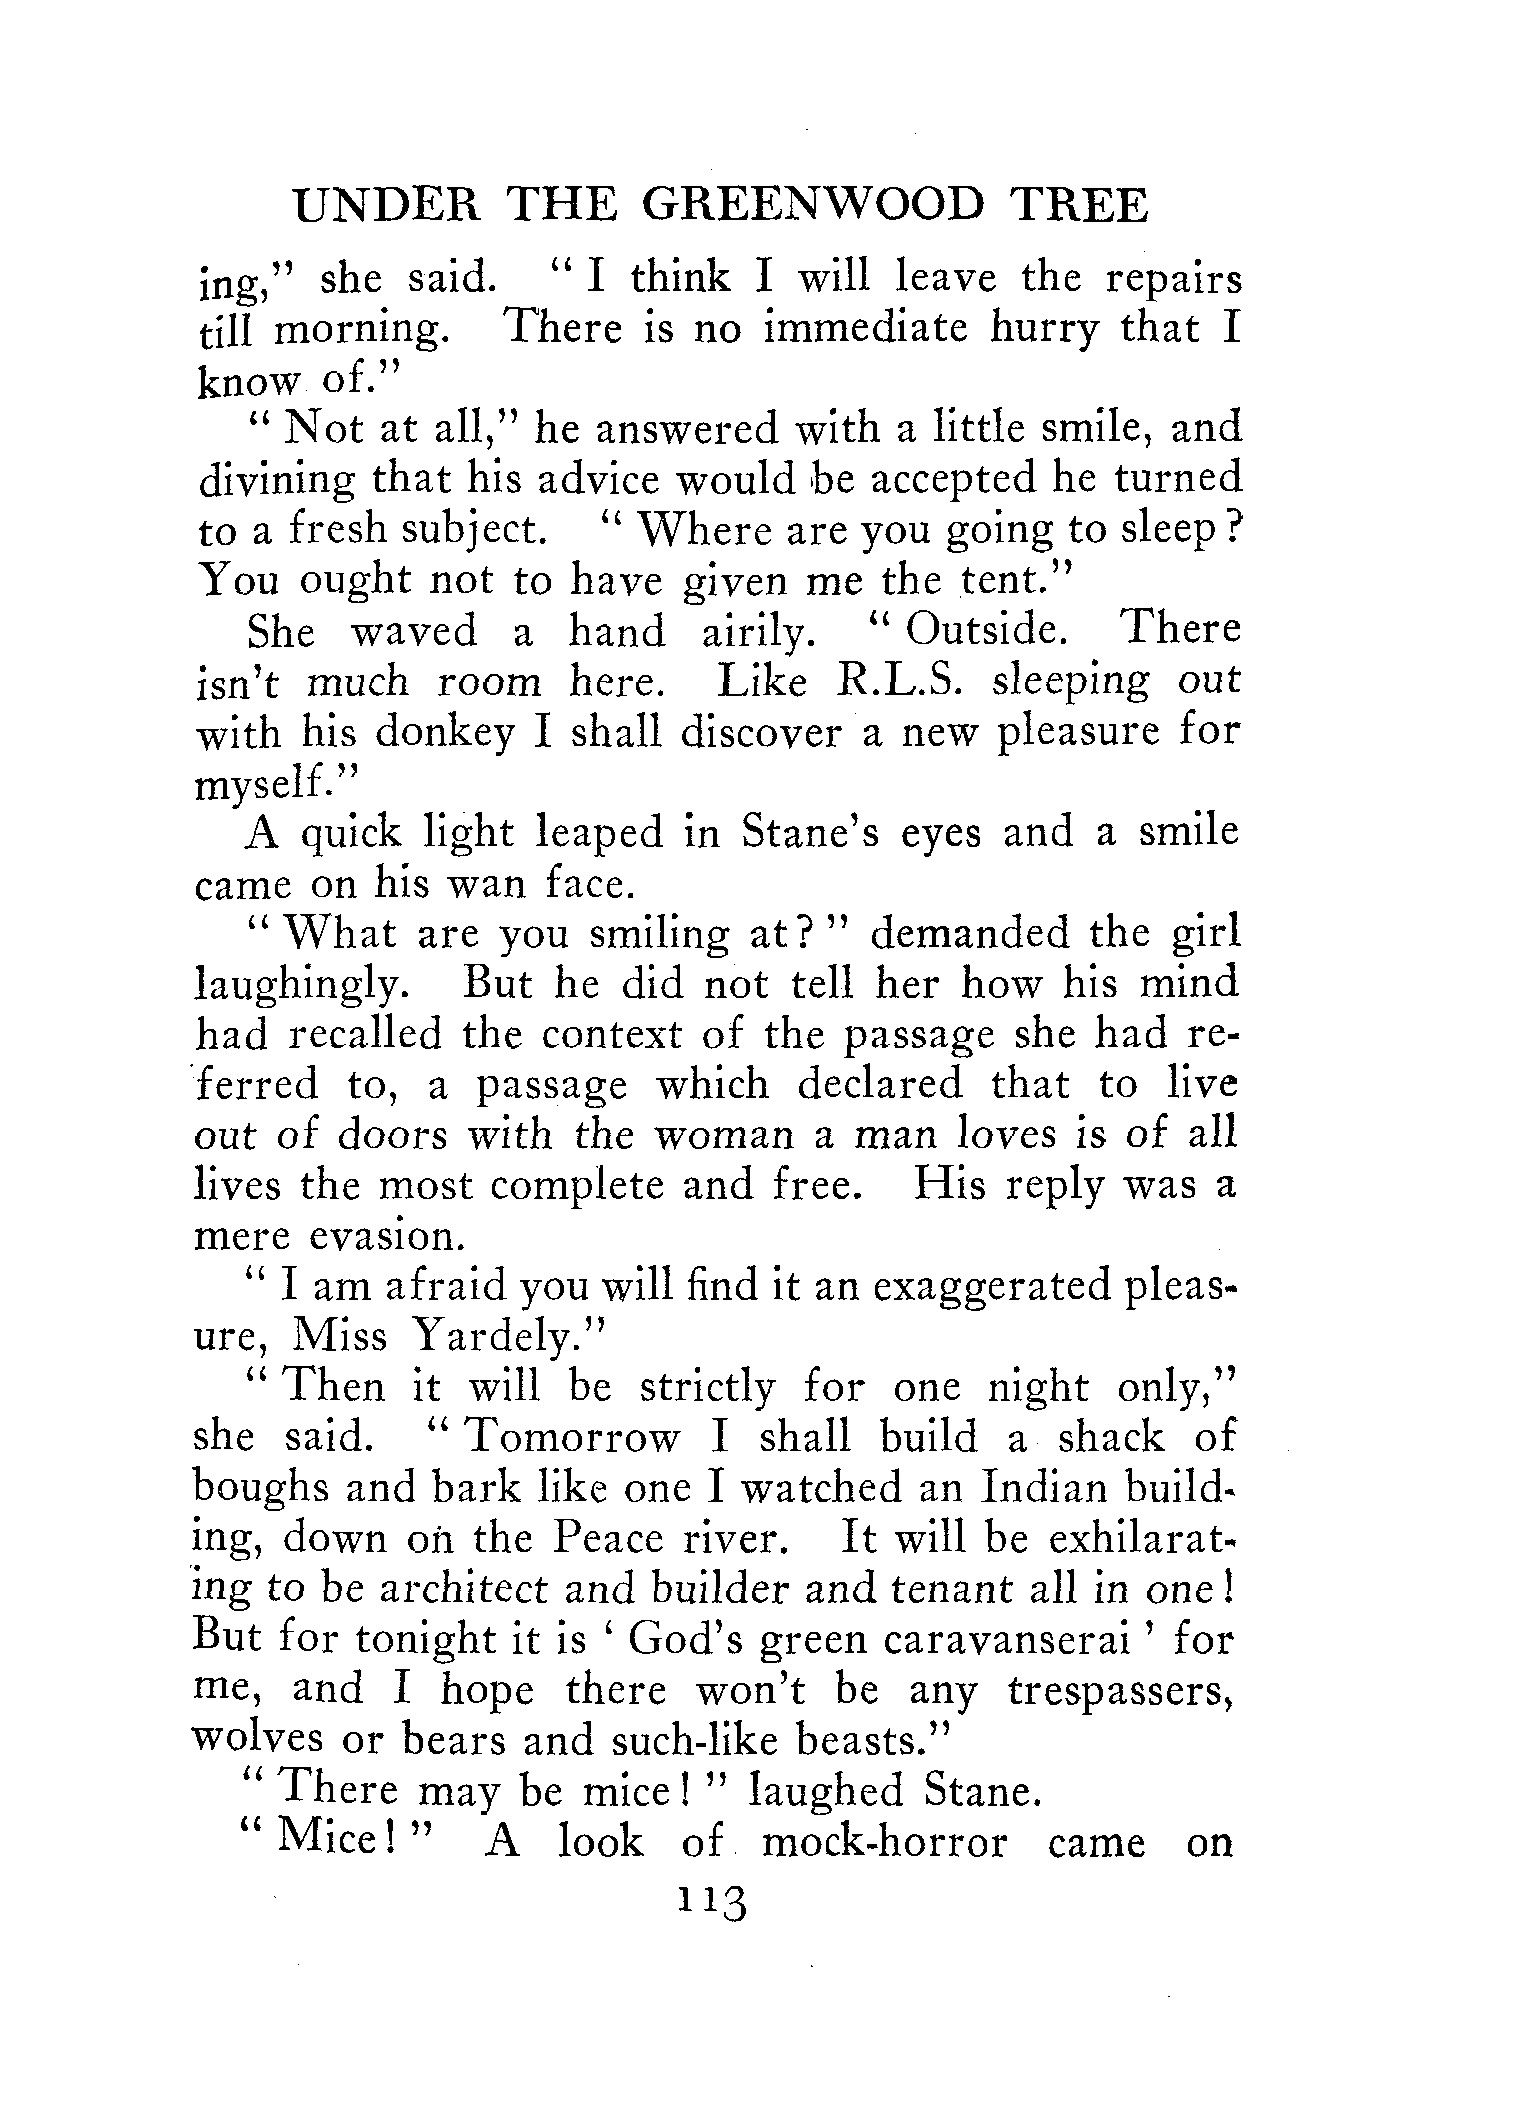 UNDER THE GREENWOOD TREE
ing,” she said. “ I think I will leave the repairs
till morning. There is no immediate hurry that I
know of.”
“ Not at all,” he answered with a little smile, and
divining that his advice would be accepted he turned
to a fresh subject. “ Where are you going to sleep ?
You ought not to have given me the tent.”
She waved a hand airily. “ Outside. There
isn’t much room here. Like R.L.S. sleeping out
with his donkey I shall discover a new pleasure for
myself.”
A quick light leaped in Stane’s eyes and a smile
came on his wan face.
“ What are you smiling at ? ” demanded the girl
laughingly. But he did not tell her how his mind
had recalled the context of the passage she had re-
ferred to, a passage which declared that to live
out of doors with the woman a man loves is of all
lives the most complete and free. His reply was a
mere evasion.
“ I am afraid you will find it an exaggerated pleas-
ure, Miss Yardely.”
“ Then it will be strictly for one night only,”
she said. “ Tomorrow I shall build a shack of
boughs and bark like one I watched an Indian build-
ing, down on the Peace river. It will be exhilarat-
ing to be architect and builder and tenant all in one !
But for tonight it is ‘ God’s green caravanserai ’ for
me, and I hope there won’t be any trespassers,
wolves or bears and such-like beasts.”
“ There may be mice ! ” laughed Stane.
“ Mice ! ” A look of mock-horror came on
113